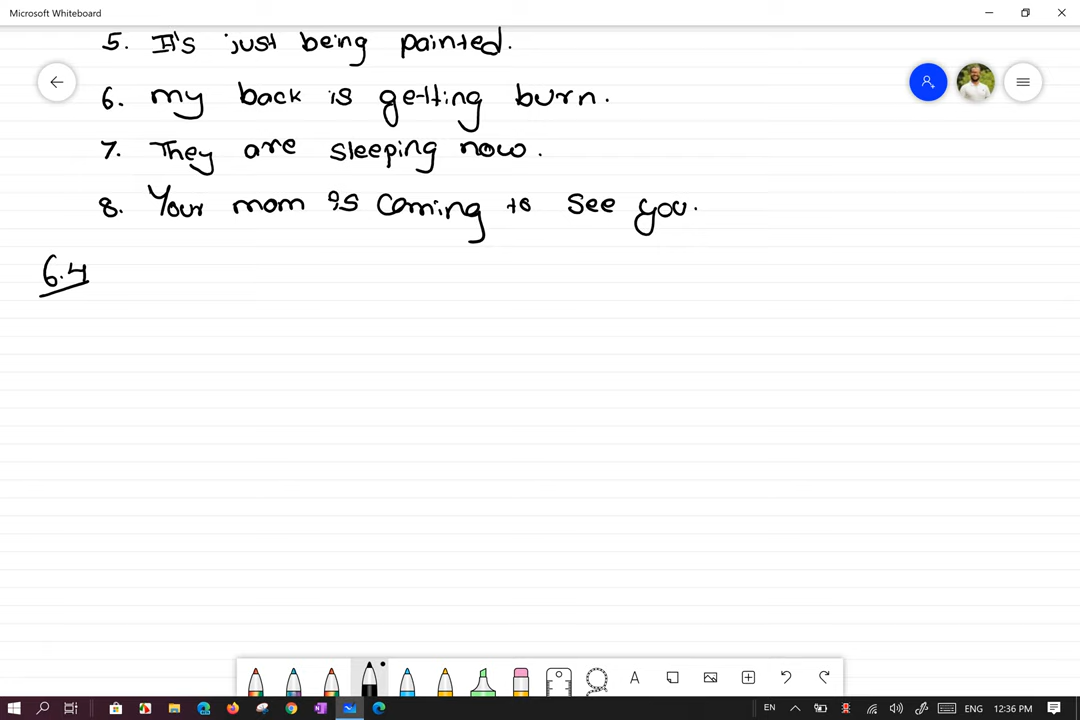 Microsoft Whiteboard
5. It's just being painted.
6. my back is getting burn.
7. They are sleeping now.
8. Your mom is coming to see you.
6.4
A
EN
ENG
12:36 PM